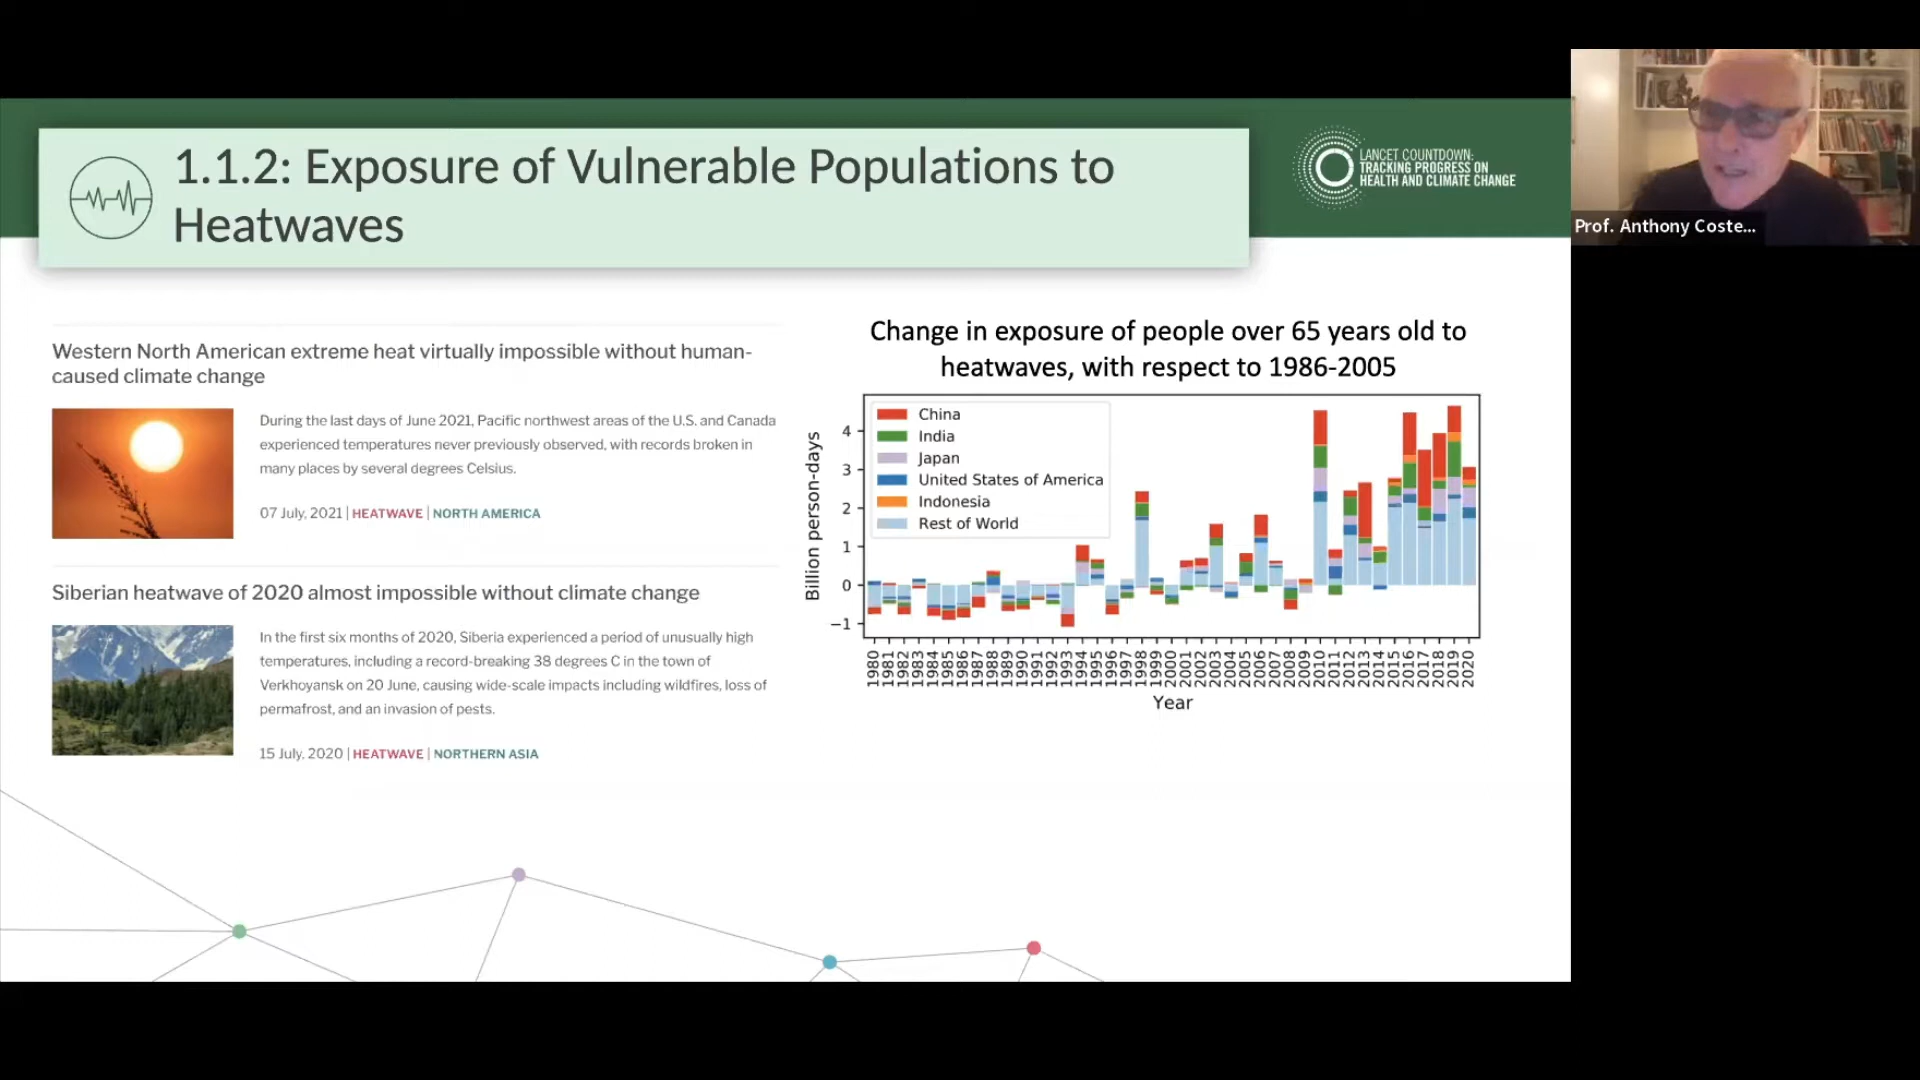 1.1.2: Exposure of Vulnerable Populations to
Heatwaves
LANCET COUNTDOWN:
TRACKING PROGRESS ON
HEALTH AND CLIMATE CHANGE
Prof. Anthony Coste...
Western North American extreme heat virtually impossible without human-
caused climate change
During the last days of June 2021, Pacific northwest areas of the U.S. and Canada
experienced temperatures never previously observed, with records broken in
many places by several degrees Celsius.
07 July, 2021 | HEATWAVE | NORTH AMERICA
Siberian heatwave of 2020 almost impossible without climate change
In the first six months of 2020, Siberia experienced a period of unusually high
temperatures, including a record-breaking 38 degrees C in the town of
Verkhoyansk on 20 June, causing wide-scale impacts including wildfires, loss of
permafrost, and an invasion of pests.
15 July, 2020 | HEATWAVE | NORTHERN ASIA
Change in exposure of people over 65 years old to
heatwaves, with respect to 1986-2005
China
India
Japan
United States of America
Indonesia
Rest of World
Billion person-days
4
3
2
1
0
−1
1980 1981 1982 1983 1984 1985 1986 1987 1988 1989 1990 1991 1992 1993 1994 1995 1996 1997 1998 1999 2000 2001 2002 2003 2004 2005 2006 2007 2008 2009 2010 2011 2012 2013 2014 2015 2016 2017 2018 2019 2020
Year